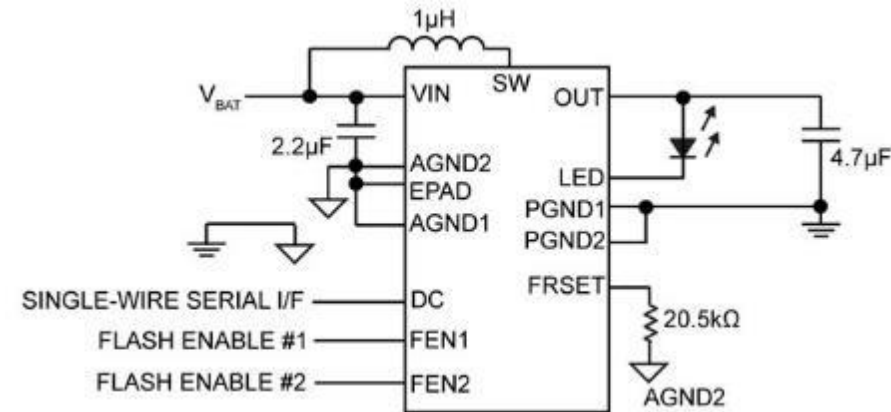 1µH
SW
V_BAT
VIN
OUT
2.2µF
4.7µF
AGND2
LED
EPAD
PGND1
AGND1
PGND2
FRSET
SINGLE-WIRE SERIAL I/F
DC
20.5kΩ
FLASH ENABLE #1
FEN1
FLASH ENABLE #2
FEN2
AGND2